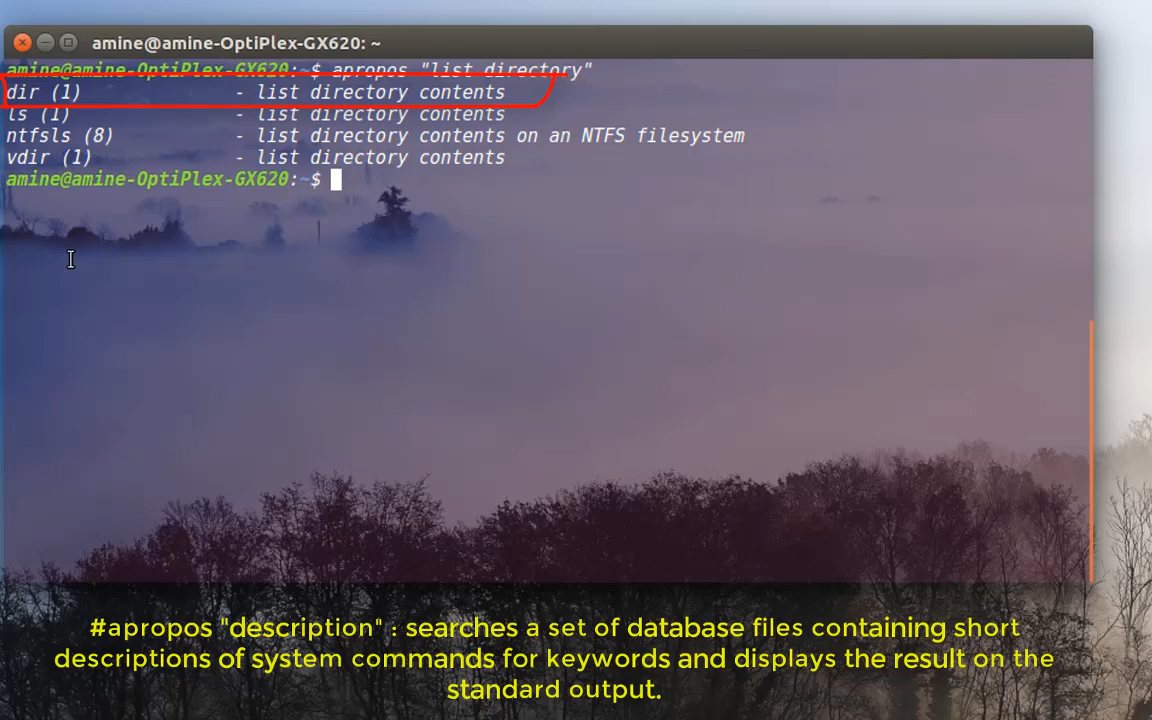 amine@amine-OptiPlex-GX620: ~
amine@amine-OptiPlex-GX620:~$ apropos "list directory"
dir (1)              - list directory contents
ls (1)               - list directory contents
ntfsls (8)           - list directory contents on an NTFS filesystem
vdir (1)             - list directory contents
amine@amine-OptiPlex-GX620:~$
#apropos "description" : searches a set of database files containing short
descriptions of system commands for keywords and displays the result on the
standard output.